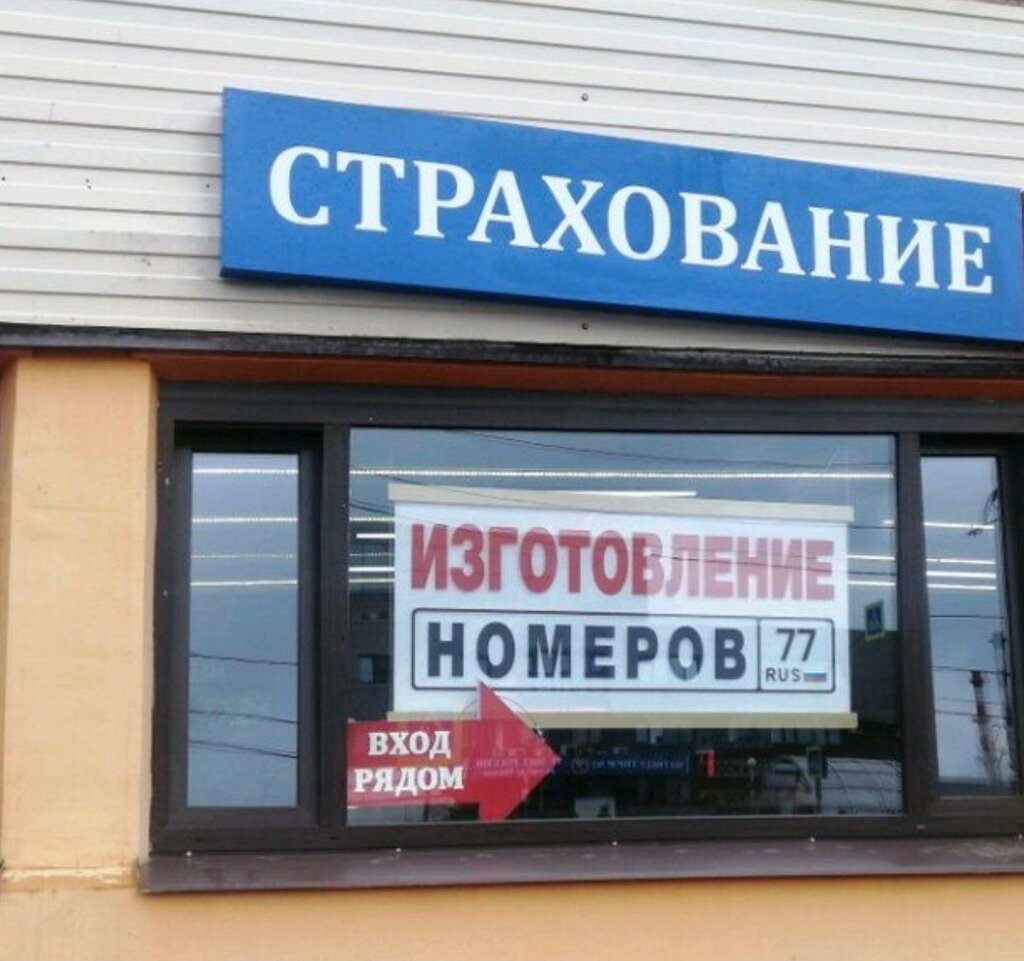 СТРАХОВАНИЕ
ИЗГОТОВЛЕНИЕ
НОМЕРОВ 77
RUS
ВХОД
РЯДОМ